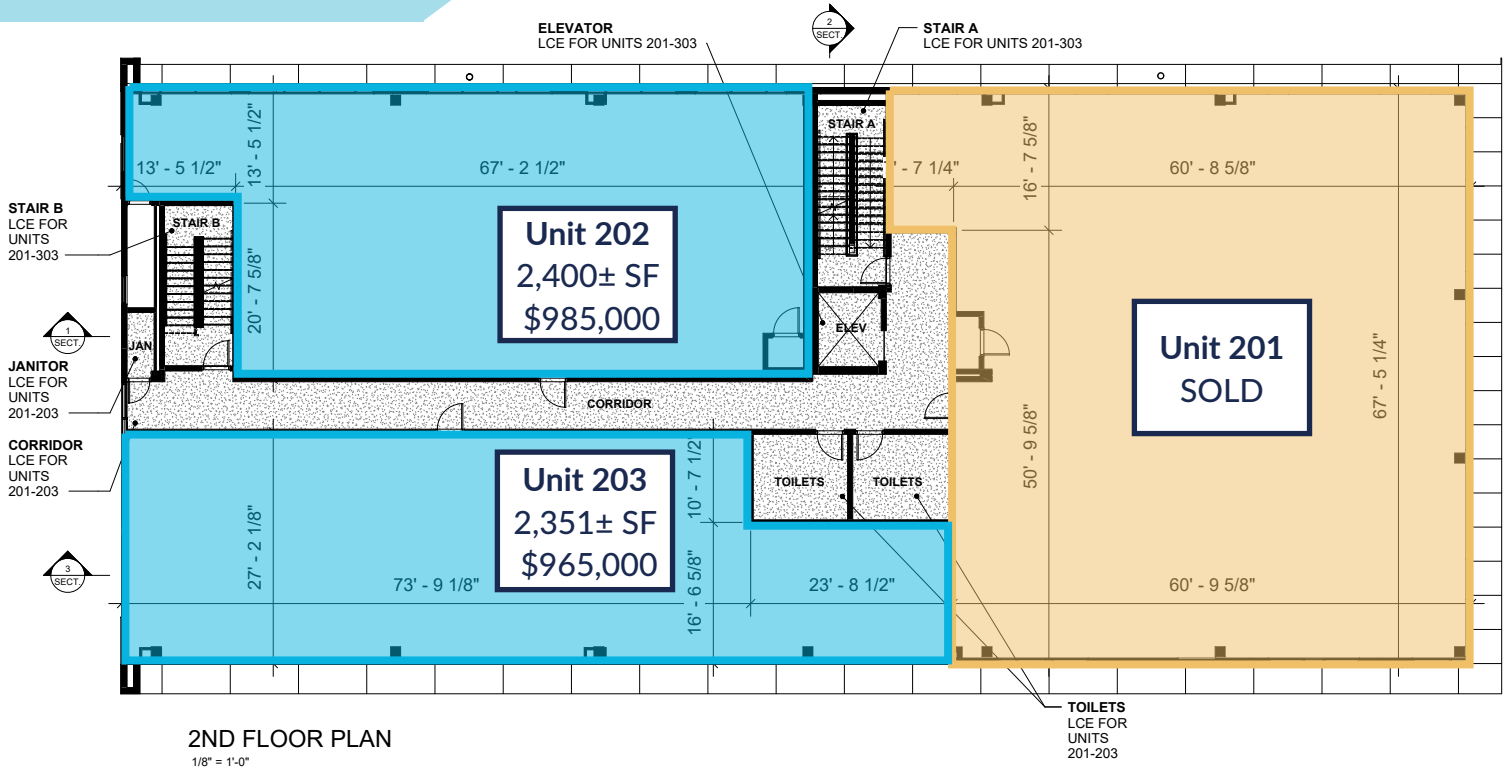 ELEVATOR
LCE FOR UNITS 201-303
2
SECT.
STAIR A
LCE FOR UNITS 201-303
STAIR A
13' - 5 1/2"
13' - 5 1/2"
67' - 2 1/2"
' - 7 1/4"
16' - 7 5/8"
60' - 8 5/8"
STAIR B
LCE FOR
UNITS
201-303
STAIR B
20' - 7 5/8"
Unit 202
2,400± SF
$985,000
ELEV
Unit 201
SOLD
67' - 5 1/4"
50' - 9 5/8"
1
SECT.
JAN
JANITOR
LCE FOR
UNITS
201-203
CORRIDOR
CORRIDOR
LCE FOR
UNITS
201-203
Unit 203
2,351± SF
$965,000
10' - 7 1/2"
TOILETS
TOILETS
27' - 2 1/8"
73' - 9 1/8"
16' - 6 5/8"
23' - 8 1/2"
60' - 9 5/8"
3
SECT.
TOILETS
LCE FOR
UNITS
201-203
2ND FLOOR PLAN
1/8" = 1'-0"